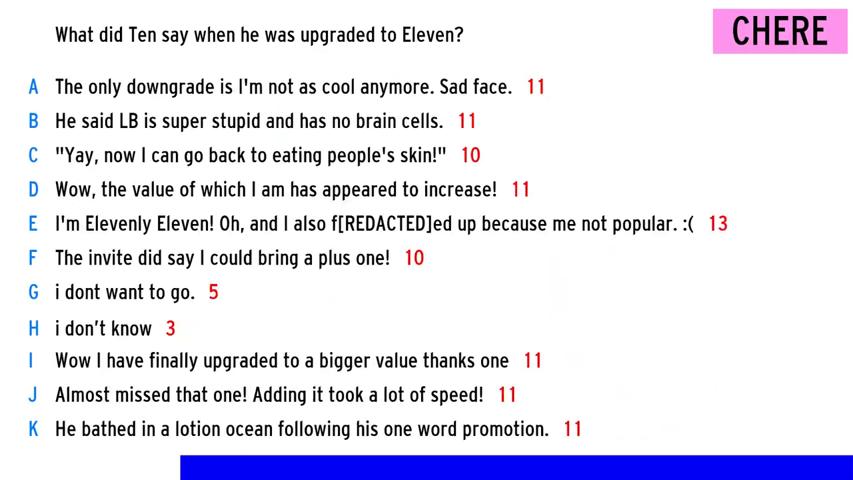 What did Ten say when he was upgraded to Eleven?
CHERE
A The only downgrade is I'm not as cool anymore. Sad face. 11
B He said LB is super stupid and has no brain cells. 11
C "Yay, now I can go back to eating people's skin!" 10
D Wow, the value of which I am has appeared to increase! 11
E I'm Elevenly Eleven! Oh, and I also f[REDACTED]ed up because me not popular. :( 13
F The invite did say I could bring a plus one! 10
G i dont want to go. 5
H i don't know 3
I Wow I have finally upgraded to a bigger value thanks one 11
J Almost missed that one! Adding it took a lot of speed! 11
K He bathed in a lotion ocean following his one word promotion. 11